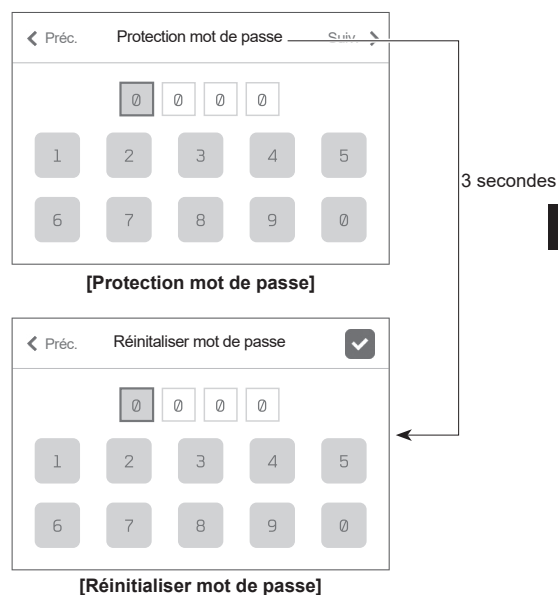 Préc. Protection mot de passe Suiv.
0 0 0 0
1 2 3 4 5
6 7 8 9 0
3 secondes
[Protection mot de passe]
Préc. Réinitaliser mot de passe
0 0 0 0
1 2 3 4 5
6 7 8 9 0
[Réinitialiser mot de passe]